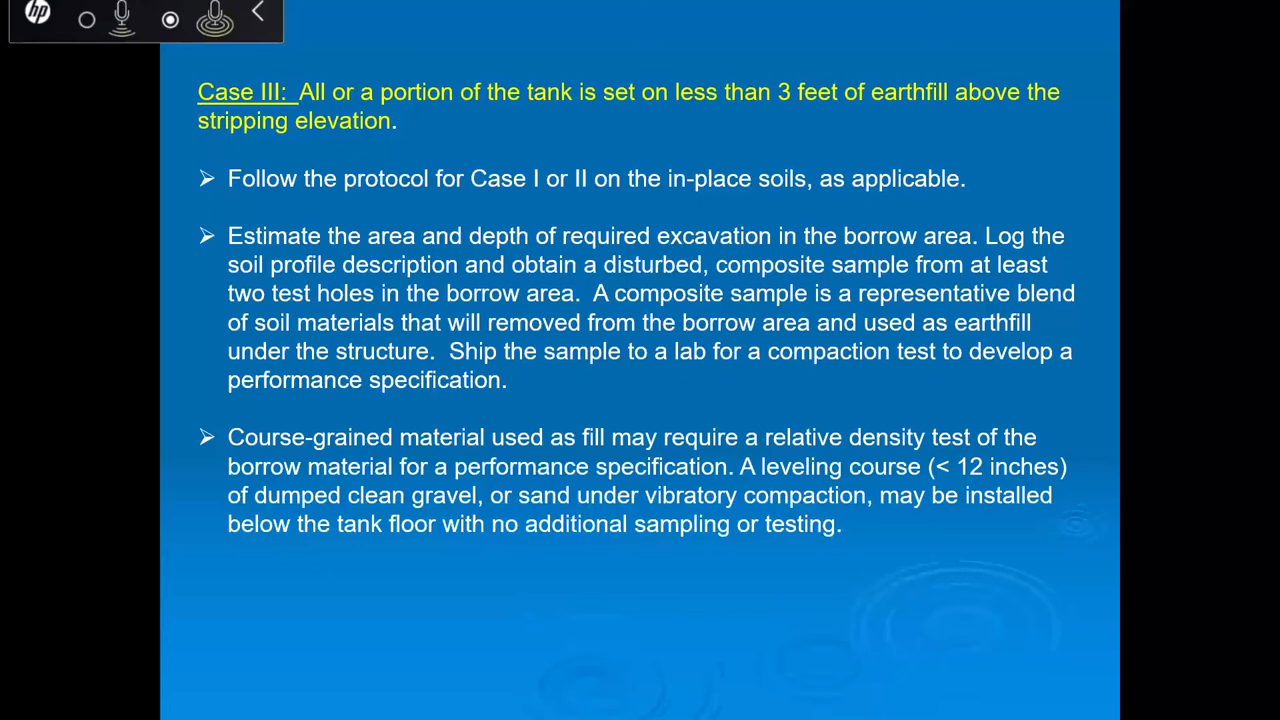 hp
Case III: All or a portion of the tank is set on less than 3 feet of earthfill above the
stripping elevation.
➢ Follow the protocol for Case I or II on the in-place soils, as applicable.
➢ Estimate the area and depth of required excavation in the borrow area. Log the
soil profile description and obtain a disturbed, composite sample from at least
two test holes in the borrow area. A composite sample is a representative blend
of soil materials that will removed from the borrow area and used as earthfill
under the structure. Ship the sample to a lab for a compaction test to develop a
performance specification.
➢ Course-grained material used as fill may require a relative density test of the
borrow material for a performance specification. A leveling course (< 12 inches)
of dumped clean gravel, or sand under vibratory compaction, may be installed
below the tank floor with no additional sampling or testing.